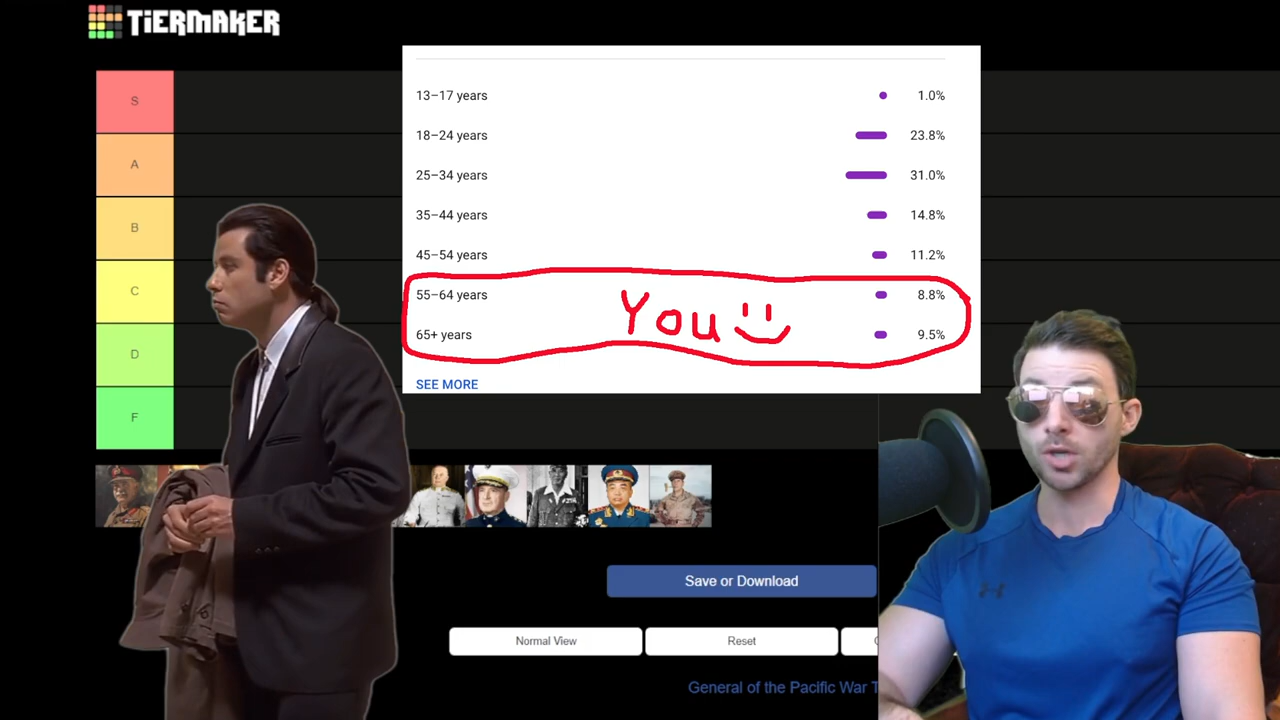 TiERMAKER
S
A
B
C
D
F
13–17 years 1.0%
18–24 years 23.8%
25–34 years 31.0%
35–44 years 14.8%
45–54 years 11.2%
55–64 years 8.8%
65+ years 9.5%
You
SEE MORE
Save or Download
Normal View
Reset
General of the Pacific War T